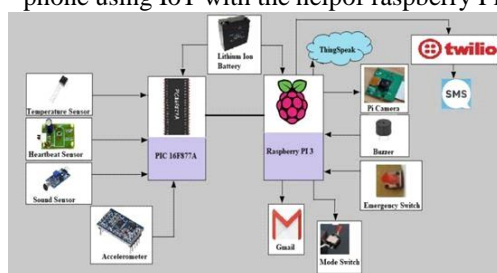 phone using IoT with the helpof raspberry PI
Lithium Ion
Battery
ThingSpeak
twilio
SMS
Temperature Sensor
PIC16F877A
Pi Camera
Heartbeat Sensor
PIC 16F877A
Raspberry PI 3
Buzzer
Sound Sensor
Emergency Switch
Accelerometer
Gmail
Mode Switch